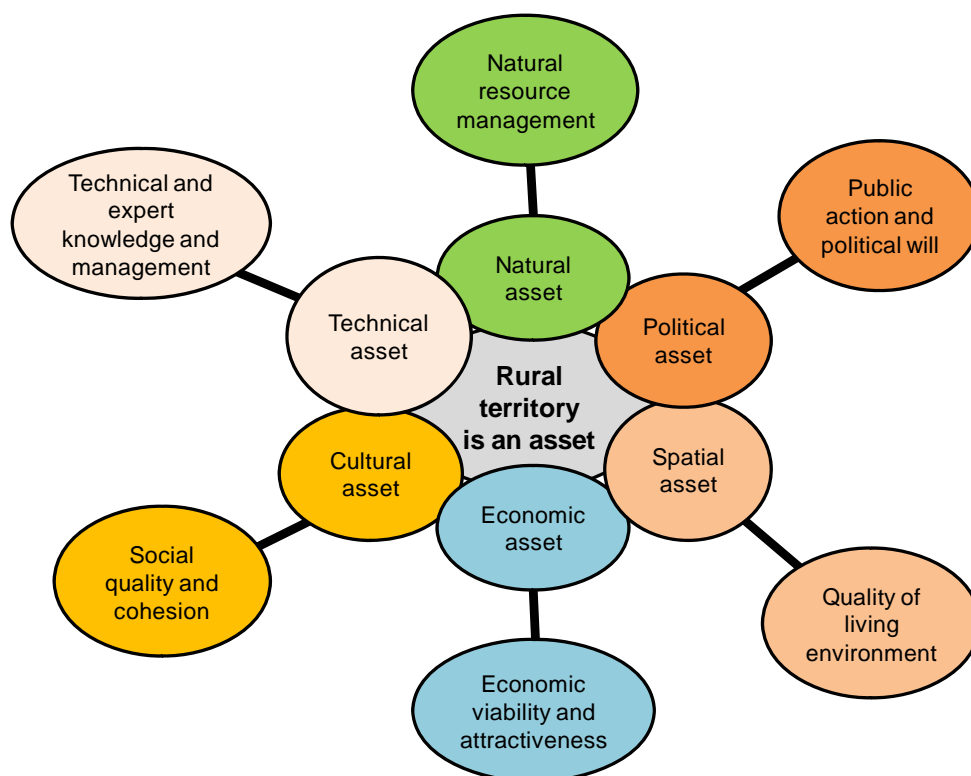 Natural
resource
management
Technical and
expert
knowledge and
management
Public
action and
political will
Natural
asset
Technical
asset
Political
asset
Rural
territory
is an asset
Cultural
asset
Spatial
asset
Economic
asset
Social
quality and
cohesion
Quality of
living
environment
Economic
viability and
attractiveness